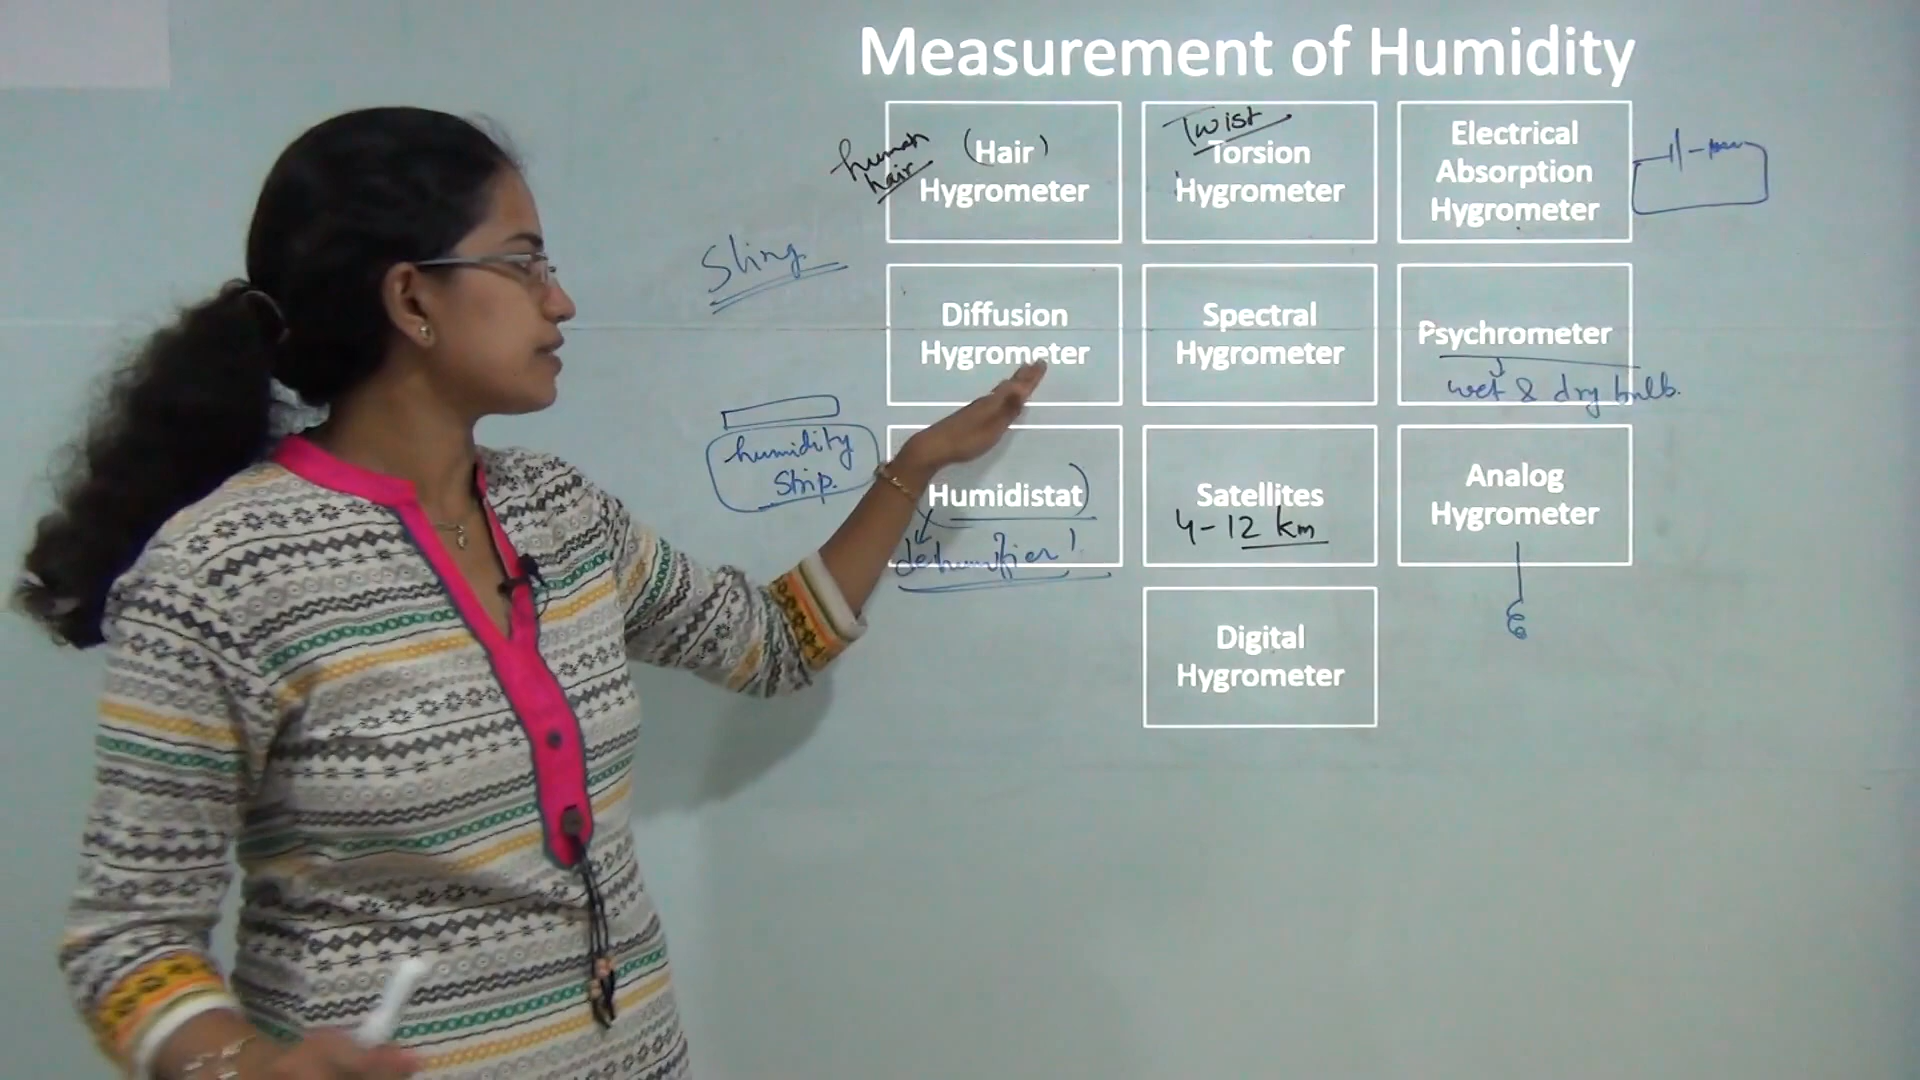 Measurement of Humidity
human
hair
(Hair)
Hygrometer
Twist
Torsion
Hygrometer
Electrical
Absorption
Hygrometer
Sling
Diffusion
Hygrometer
Spectral
Hygrometer
Psychrometer
wet & dry bulb.
humidity
Strip.
Humidistat)
dehumifier!
Satellites
4-12 km
Analog
Hygrometer
Digital
Hygrometer